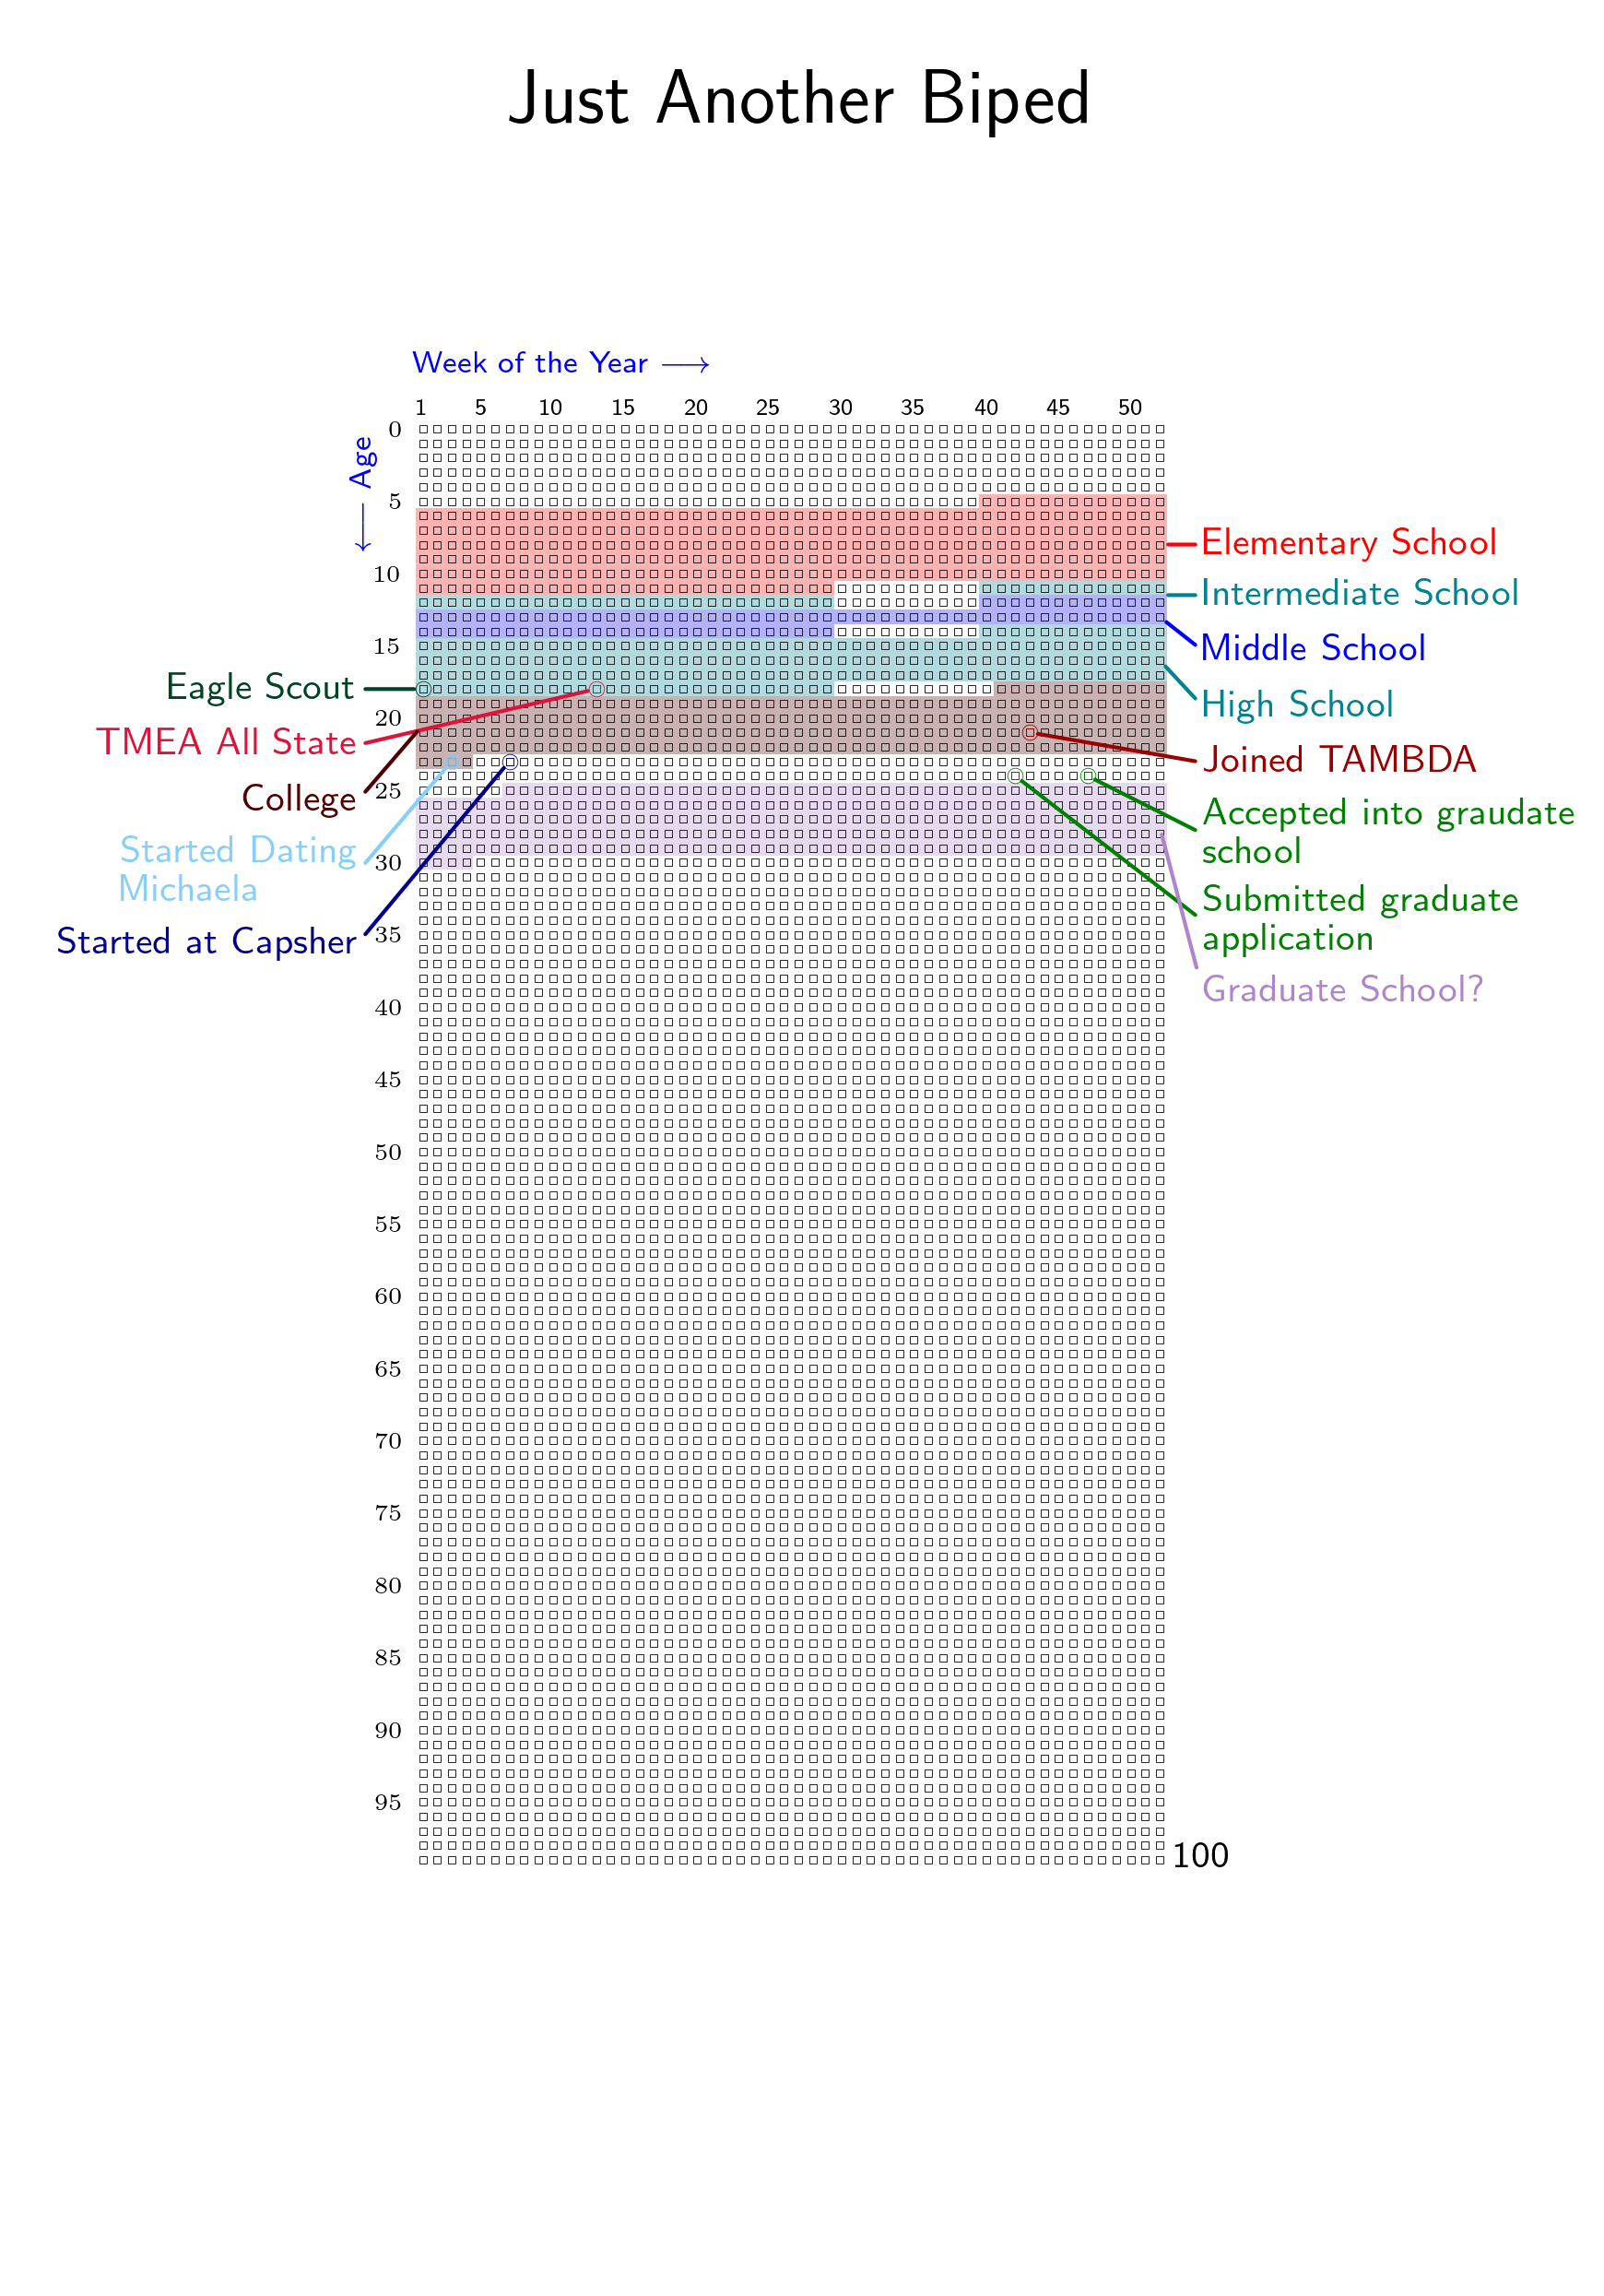 Just Another Biped
Week of the Year ⟶
1 5 10 15 20 25 30 35 40 45 50
⟵ Age
0
5
10
15
20
25
30
35
40
45
50
55
60
65
70
75
80
85
90
95
100
Eagle Scout
TMEA All State
College
Started Dating
Michaela
Started at Capsher
Elementary School
Intermediate School
Middle School
High School
Joined TAMBDA
Accepted into graudate
school
Submitted graduate
application
Graduate School?